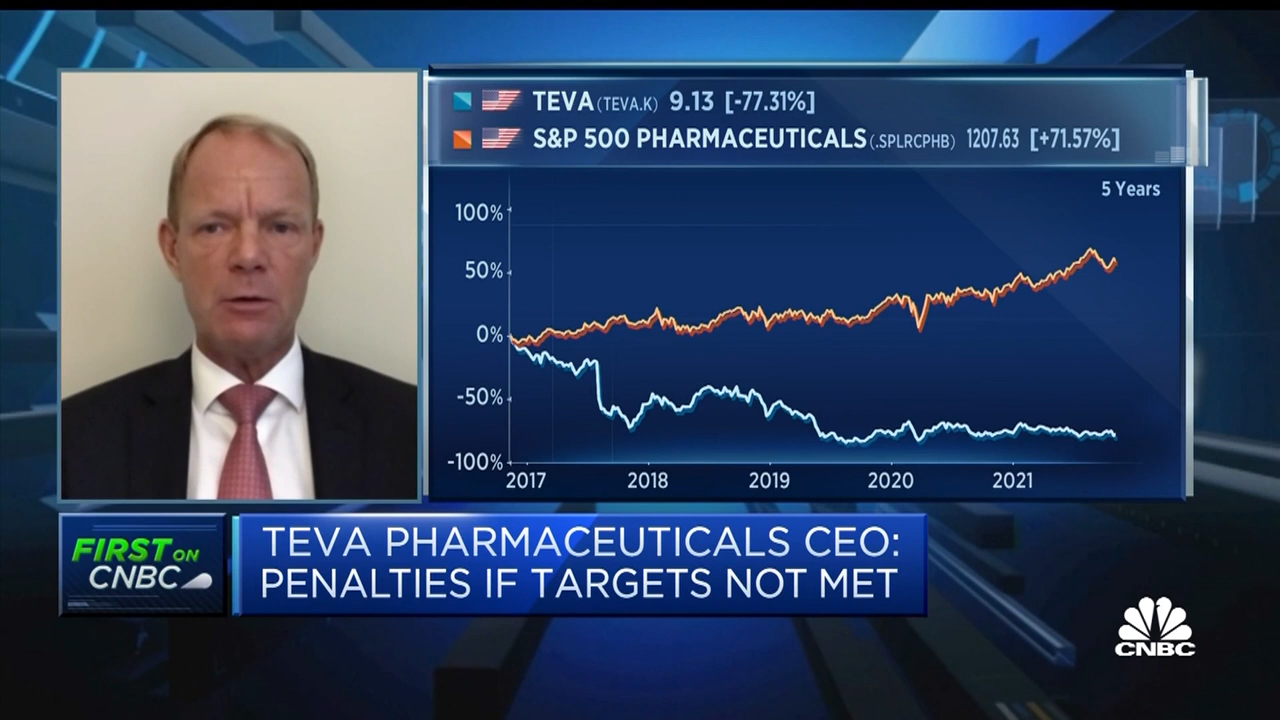 TEVA (TEVA.K) 9.13 [-77.31%]
S&P 500 PHARMACEUTICALS (.SPLRCPHB) 1207.63 [+71.57%]
5 Years
100%
50%
0%
-50%
-100%
2017 2018 2019 2020 2021
FIRST ON
CNBC
TEVA PHARMACEUTICALS CEO:
PENALTIES IF TARGETS NOT MET
CNBC